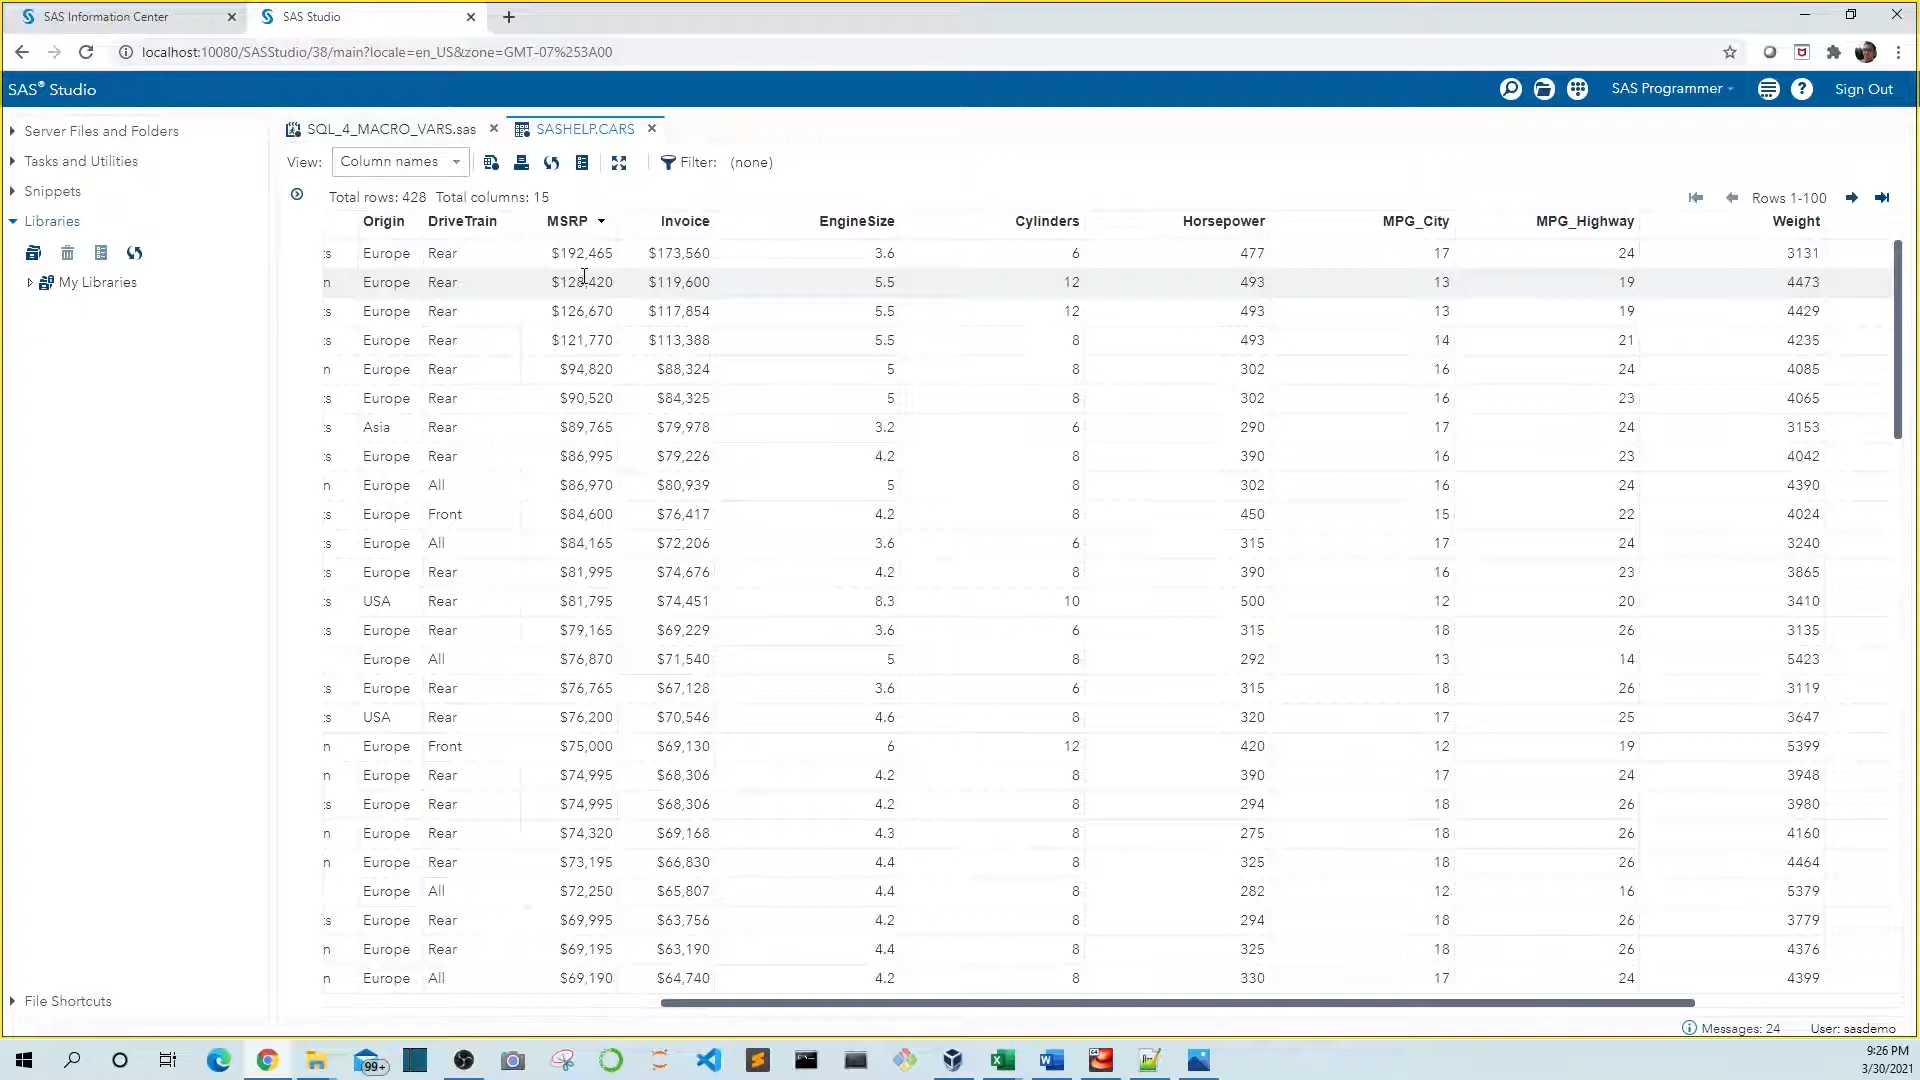 SAS Information Center
SAS Studio
localhost:10080/SASStudio/38/main?locale=en_US&zone=GMT-07%253A00
SAS® Studio
SAS Programmer
Sign Out
Server Files and Folders
Tasks and Utilities
Snippets
Libraries
My Libraries
File Shortcuts
SQL_4_MACRO_VARS.sas
SASHELP.CARS
View: Column names
Filter: (none)
Total rows: 428 Total columns: 15
Rows 1-100
Origin DriveTrain MSRP Invoice EngineSize Cylinders Horsepower MPG_City MPG_Highway Weight
s Europe Rear $192,465 $173,560 3.6 6 477 17 24 3131
n Europe Rear $128,420 $119,600 5.5 12 493 13 19 4473
s Europe Rear $126,670 $117,854 5.5 12 493 13 19 4429
s Europe Rear $121,770 $113,388 5.5 8 493 14 21 4235
n Europe Rear $94,820 $88,324 5 8 302 16 24 4085
s Europe Rear $90,520 $84,325 5 8 302 16 23 4065
s Asia Rear $89,765 $79,978 3.2 6 290 17 24 3153
s Europe Rear $86,995 $79,226 4.2 8 390 16 23 4042
n Europe All $86,970 $80,939 5 8 302 16 24 4390
s Europe Front $84,600 $76,417 4.2 8 450 15 22 4024
s Europe All $84,165 $72,206 3.6 6 315 17 24 3240
s Europe Rear $81,995 $74,676 4.2 8 390 16 23 3865
s USA Rear $81,795 $74,451 8.3 10 500 12 20 3410
s Europe Rear $79,165 $69,229 3.6 6 315 18 26 3135
Europe All $76,870 $71,540 5 8 292 13 14 5423
s Europe Rear $76,765 $67,128 3.6 6 315 18 26 3119
s USA Rear $76,200 $70,546 4.6 8 320 17 25 3647
n Europe Front $75,000 $69,130 6 12 420 12 19 5399
n Europe Rear $74,995 $68,306 4.2 8 390 17 24 3948
s Europe Rear $74,995 $68,306 4.2 8 294 18 26 3980
n Europe Rear $74,320 $69,168 4.3 8 275 18 26 4160
n Europe Rear $73,195 $66,830 4.4 8 325 18 26 4464
Europe All $72,250 $65,807 4.4 8 282 12 16 5379
s Europe Rear $69,995 $63,756 4.2 8 294 18 26 3779
n Europe Rear $69,195 $63,190 4.4 8 325 18 26 4376
n Europe All $69,190 $64,740 4.2 8 330 17 24 4399
Messages: 24 User: sasdemo
99+
9:26 PM
3/30/2021